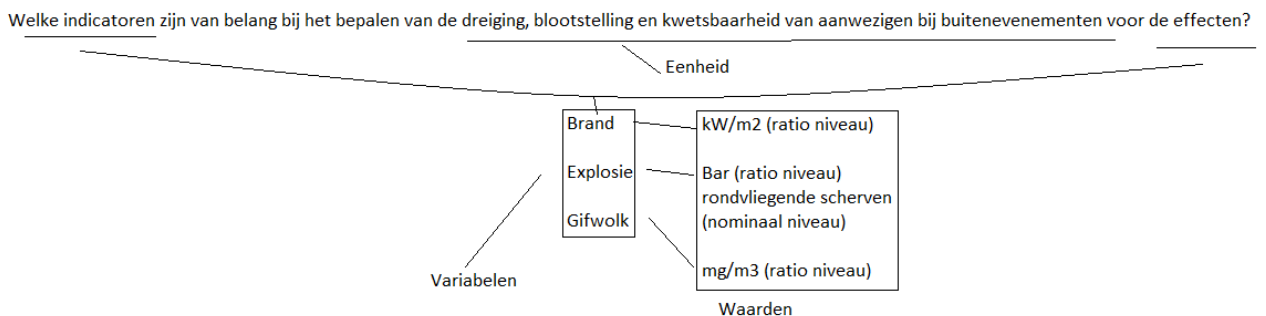 Welke indicatoren zijn van belang bij het bepalen van de dreiging, blootstelling en kwetsbaarheid van aanwezigen bij buitenevenementen voor de effecten?
Eenheid
Brand
kW/m2 (ratio niveau)
Explosie
Bar (ratio niveau)
rondvliegende scherven
Gifwolk
(nominaal niveau)
mg/m3 (ratio niveau)
Variabelen
Waarden